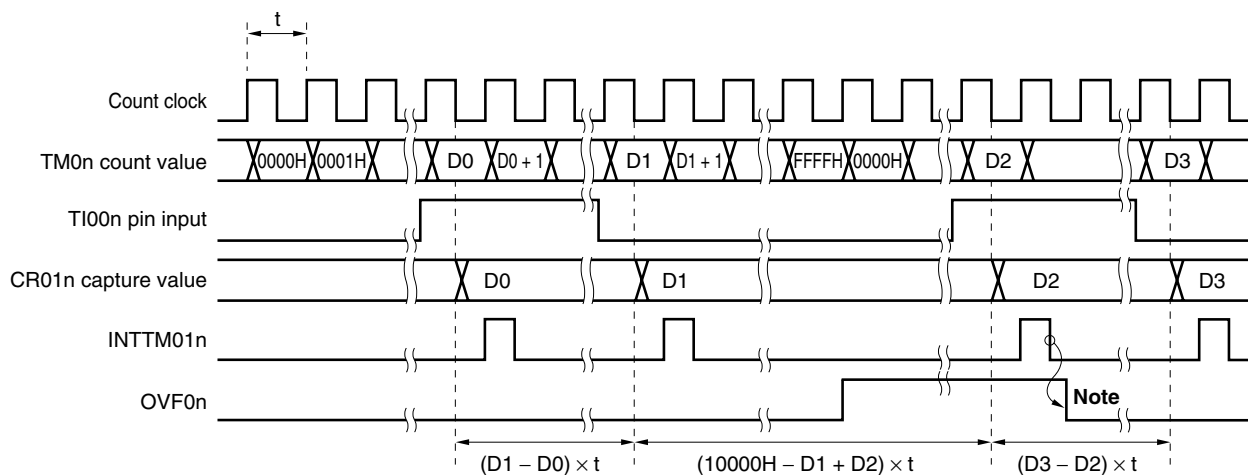 t
Count clock
TM0n count value
0000H 0001H D0 D0 + 1 D1 D1 + 1 FFFFH 0000H D2 D3
TI00n pin input
CR01n capture value
D0 D1 D2 D3
INTTM01n
OVF0n
Note
(D1 − D0) × t
(10000H − D1 + D2) × t
(D3 − D2) × t